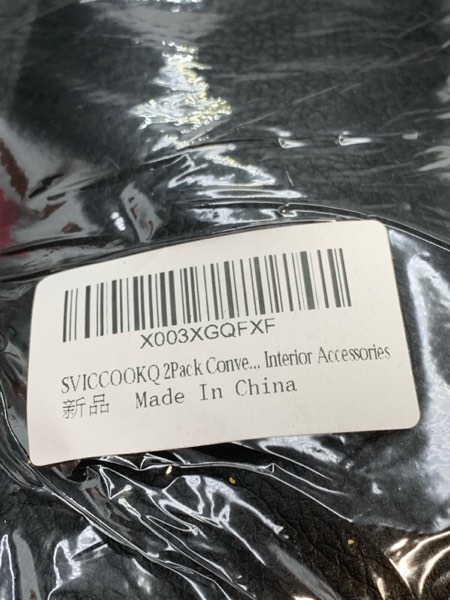 X003XGQFXF
SVICCOOKQ 2Pack Conve... Interior Accessories
新品 Made In China